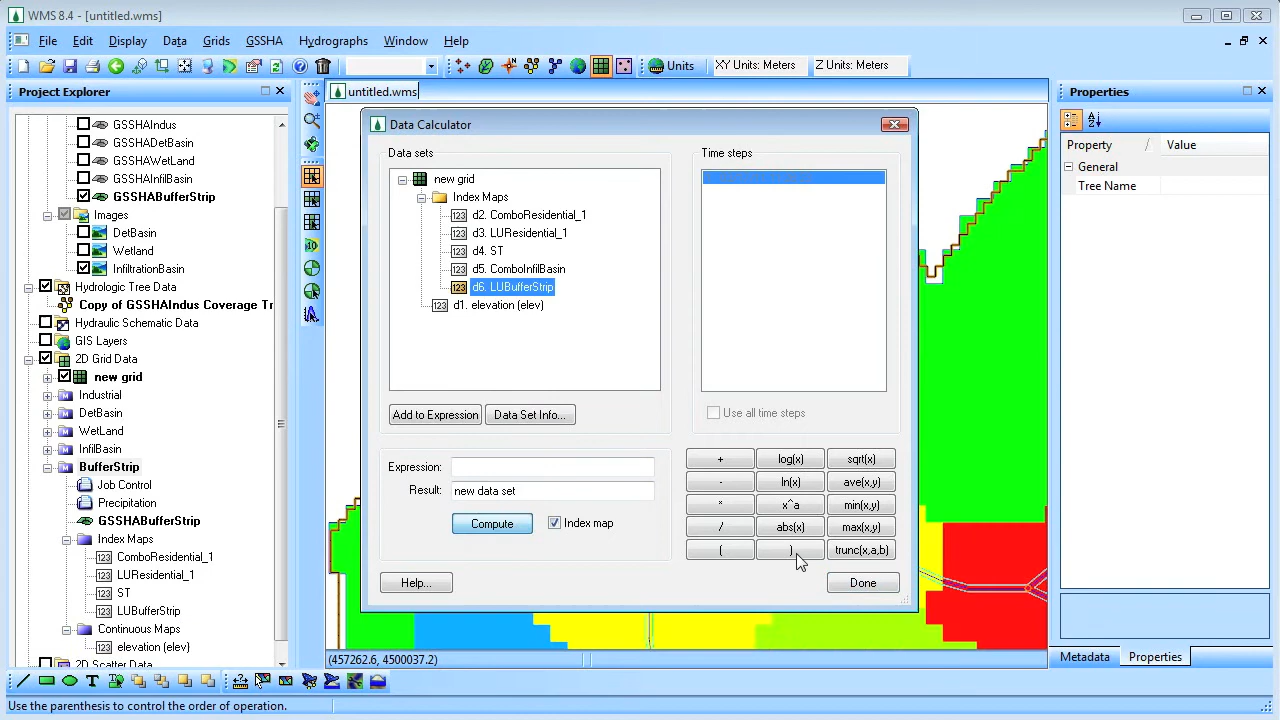 WMS 8.4 - [untitled.wms]
File Edit Display Data Grids GSSHA Hydrographs Window Help
Units
XY Units: Meters
Z Units: Meters
Project Explorer
GSSHAIndus
GSSHADetBasin
GSSHAWetLand
GSSHAInfilBasin
GSSHABufferStrip
Images
DetBasin
Wetland
InfiltrationBasin
Hydrologic Tree Data
Copy of GSSHAIndus Coverage Tr
Hydraulic Schematic Data
GIS Layers
2D Grid Data
new grid
Industrial
DetBasin
WetLand
InfilBasin
BufferStrip
Job Control
Precipitation
GSSHABufferStrip
Index Maps
ComboResidential_1
LUResidential_1
ST
LUBufferStrip
Continuous Maps
elevation (elev)
2D Scatter Data
untitled.wms
Data Calculator
Data sets
new grid
Index Maps
d2. ComboResidential_1
d3. LUResidential_1
d4. ST
d5. ComboInfilBasin
d6. LUBufferStrip
d1. elevation (elev)
Add to Expression
Data Set Info...
Time steps
Use all time steps
Expression:
Result:
new data set
Compute
Index map
+ log(x) sqrt(x)
- ln(x) ave(x,y)
* x^a min(x,y)
/ abs(x) max(x,y)
( ) trunc(x,a,b)
Help...
Done
(457262.6, 4500037.2)
Properties
Property / Value
General
Tree Name
Metadata
Properties
Use the parenthesis to control the order of operation.